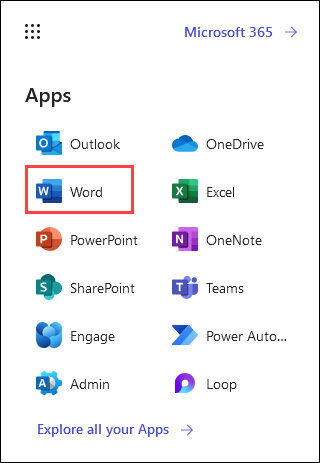 Microsoft 365
Apps
Outlook
OneDrive
Word
Excel
PowerPoint
OneNote
SharePoint
Teams
Engage
Power Auto...
Admin
Loop
Explore all your Apps